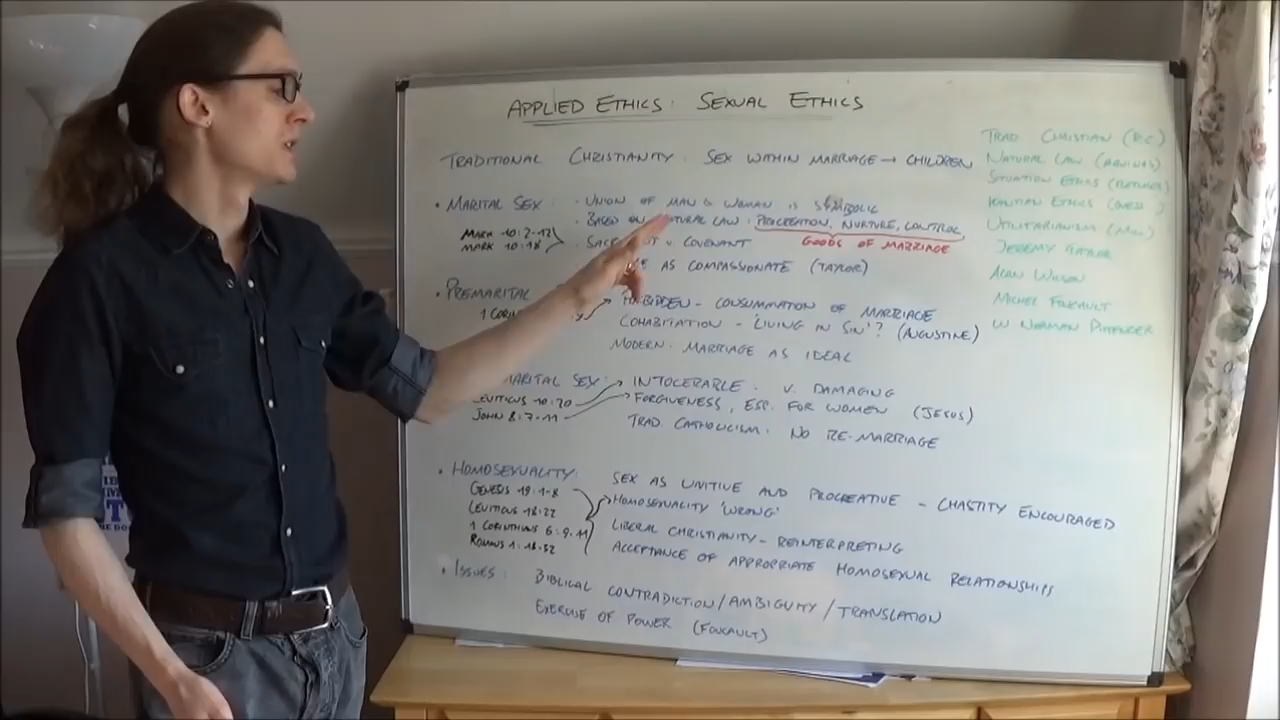 APPLIED ETHICS: SEXUAL ETHICS
TRADITIONAL CHRISTIANITY: SEX WITHIN MARRIAGE → CHILDREN
• MARITAL SEX: · UNION OF MAN & WOMAN IS SYMBOLIC
· BASED ON NATURAL LAW: PROCREATION, NURTURE, CONTROL
MARK 10:2-12
GOODS OF MARRIAGE
MARK 10:18
v. COVENANT
AS COMPASSIONATE (TAYLOR)
• PREMARITAL
FORBIDDEN - CONSUMMATION OF MARRIAGE
1 CORIN
COHABITATION - 'LIVING IN SIN'? (AUGUSTINE)
MODERN: MARRIAGE AS IDEAL
MARITAL SEX: INTOLERABLE. V. DAMAGING
LEVITICUS 10:20
FORGIVENESS, ESP. FOR WOMEN (JESUS)
JOHN 8:7-11
TRAD. CATHOLICISM: NO RE-MARRIAGE
• HOMOSEXUALITY: SEX AS UNITIVE AND PROCREATIVE - CHASTITY ENCOURAGED
GENESIS 19:1-8
HOMOSEXUALITY 'WRONG'
LEVITICUS 18:22
LIBERAL CHRISTIANITY - REINTERPRETING
1 CORINTHIANS 6:9-11
ACCEPTANCE OF APPROPRIATE HOMOSEXUAL RELATIONSHIPS
ROMANS 1:18-32
• ISSUES: BIBLICAL CONTRADICTION/AMBIGUITY/TRANSLATION
EXERCISE OF POWER (FOUCAULT)
TRAD CHRISTIAN (RC)
NATURAL LAW (AQUINAS)
SITUATION ETHICS (FLETCHER)
KANTIAN ETHICS
UTILITARIANISM (MILL)
JEREMY TAYLOR
ALAN WILSON
MICHEL FOUCAULT
W NORMAN PITTENGER